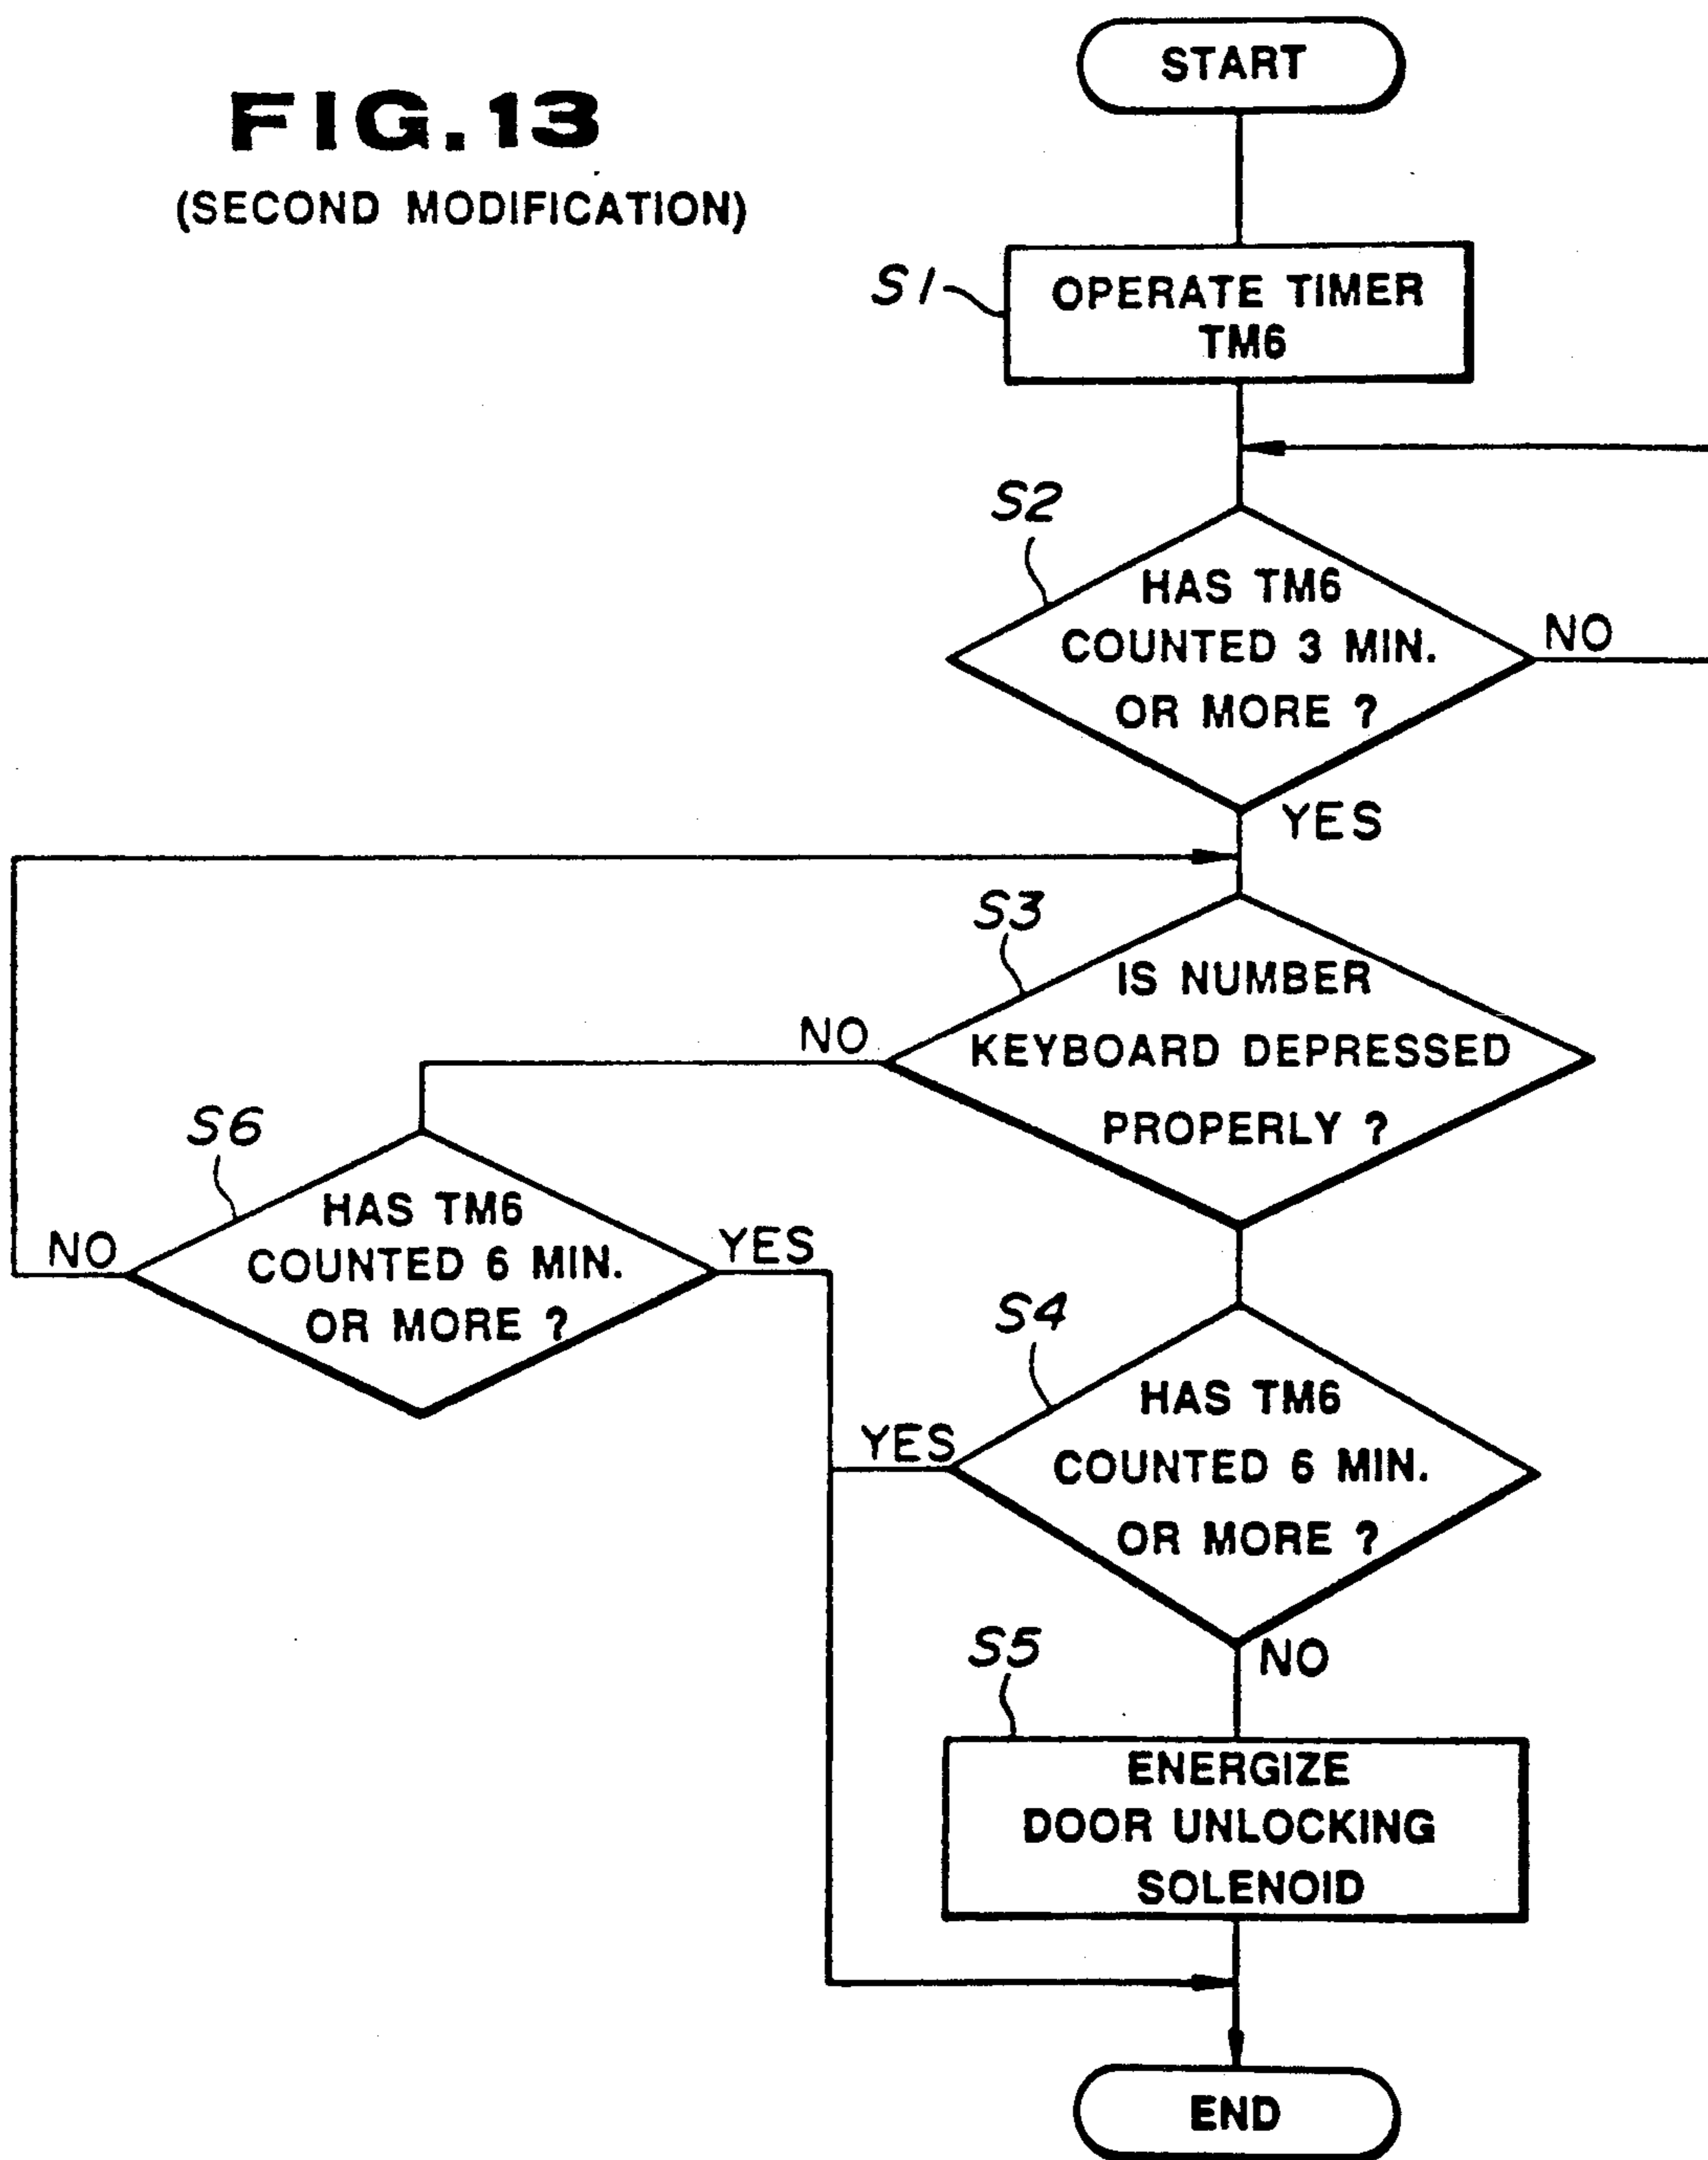 START
FIG.13
(SECOND MODIFICATION)
S1
OPERATE TIMER
TM6
S2
HAS TM6
COUNTED 3 MIN.
OR MORE ?
NO
YES
S3
IS NUMBER
KEYBOARD DEPRESSED
PROPERLY ?
NO
S6
HAS TM6
COUNTED 6 MIN.
OR MORE ?
NO
YES
S4
HAS TM6
COUNTED 6 MIN.
OR MORE ?
YES
NO
S5
ENERGIZE
DOOR UNLOCKING
SOLENOID
END